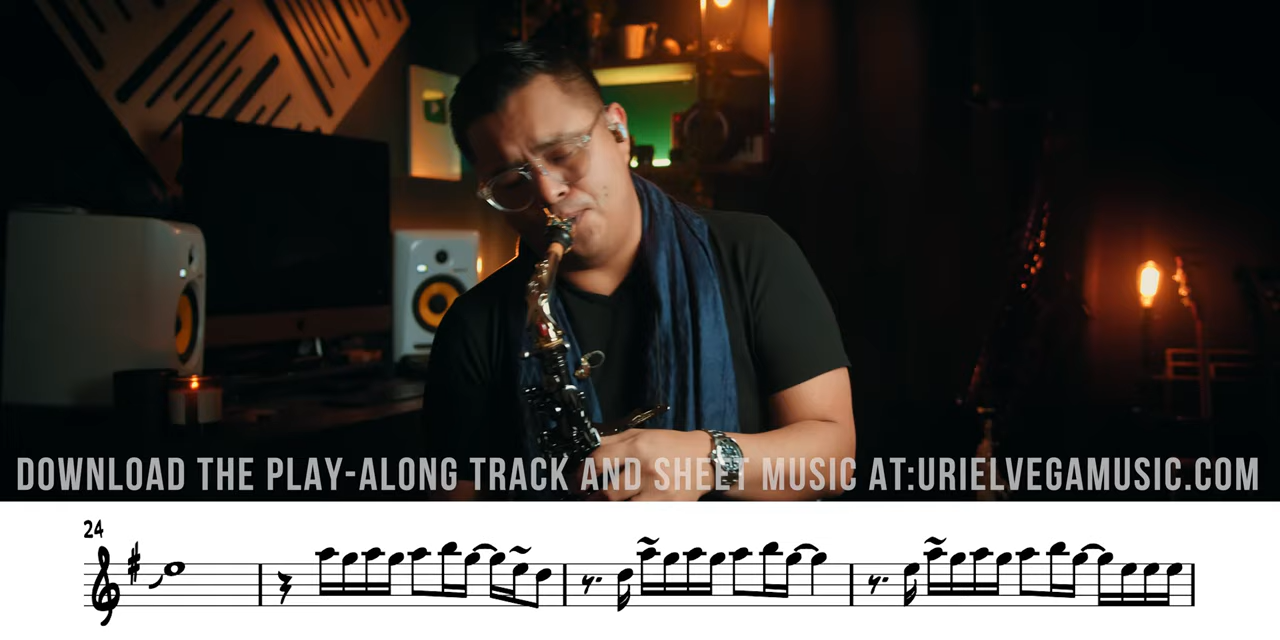 DOWNLOAD THE PLAY-ALONG TRACK AND SHEET MUSIC AT:URIELVEGAMUSIC.COM
24